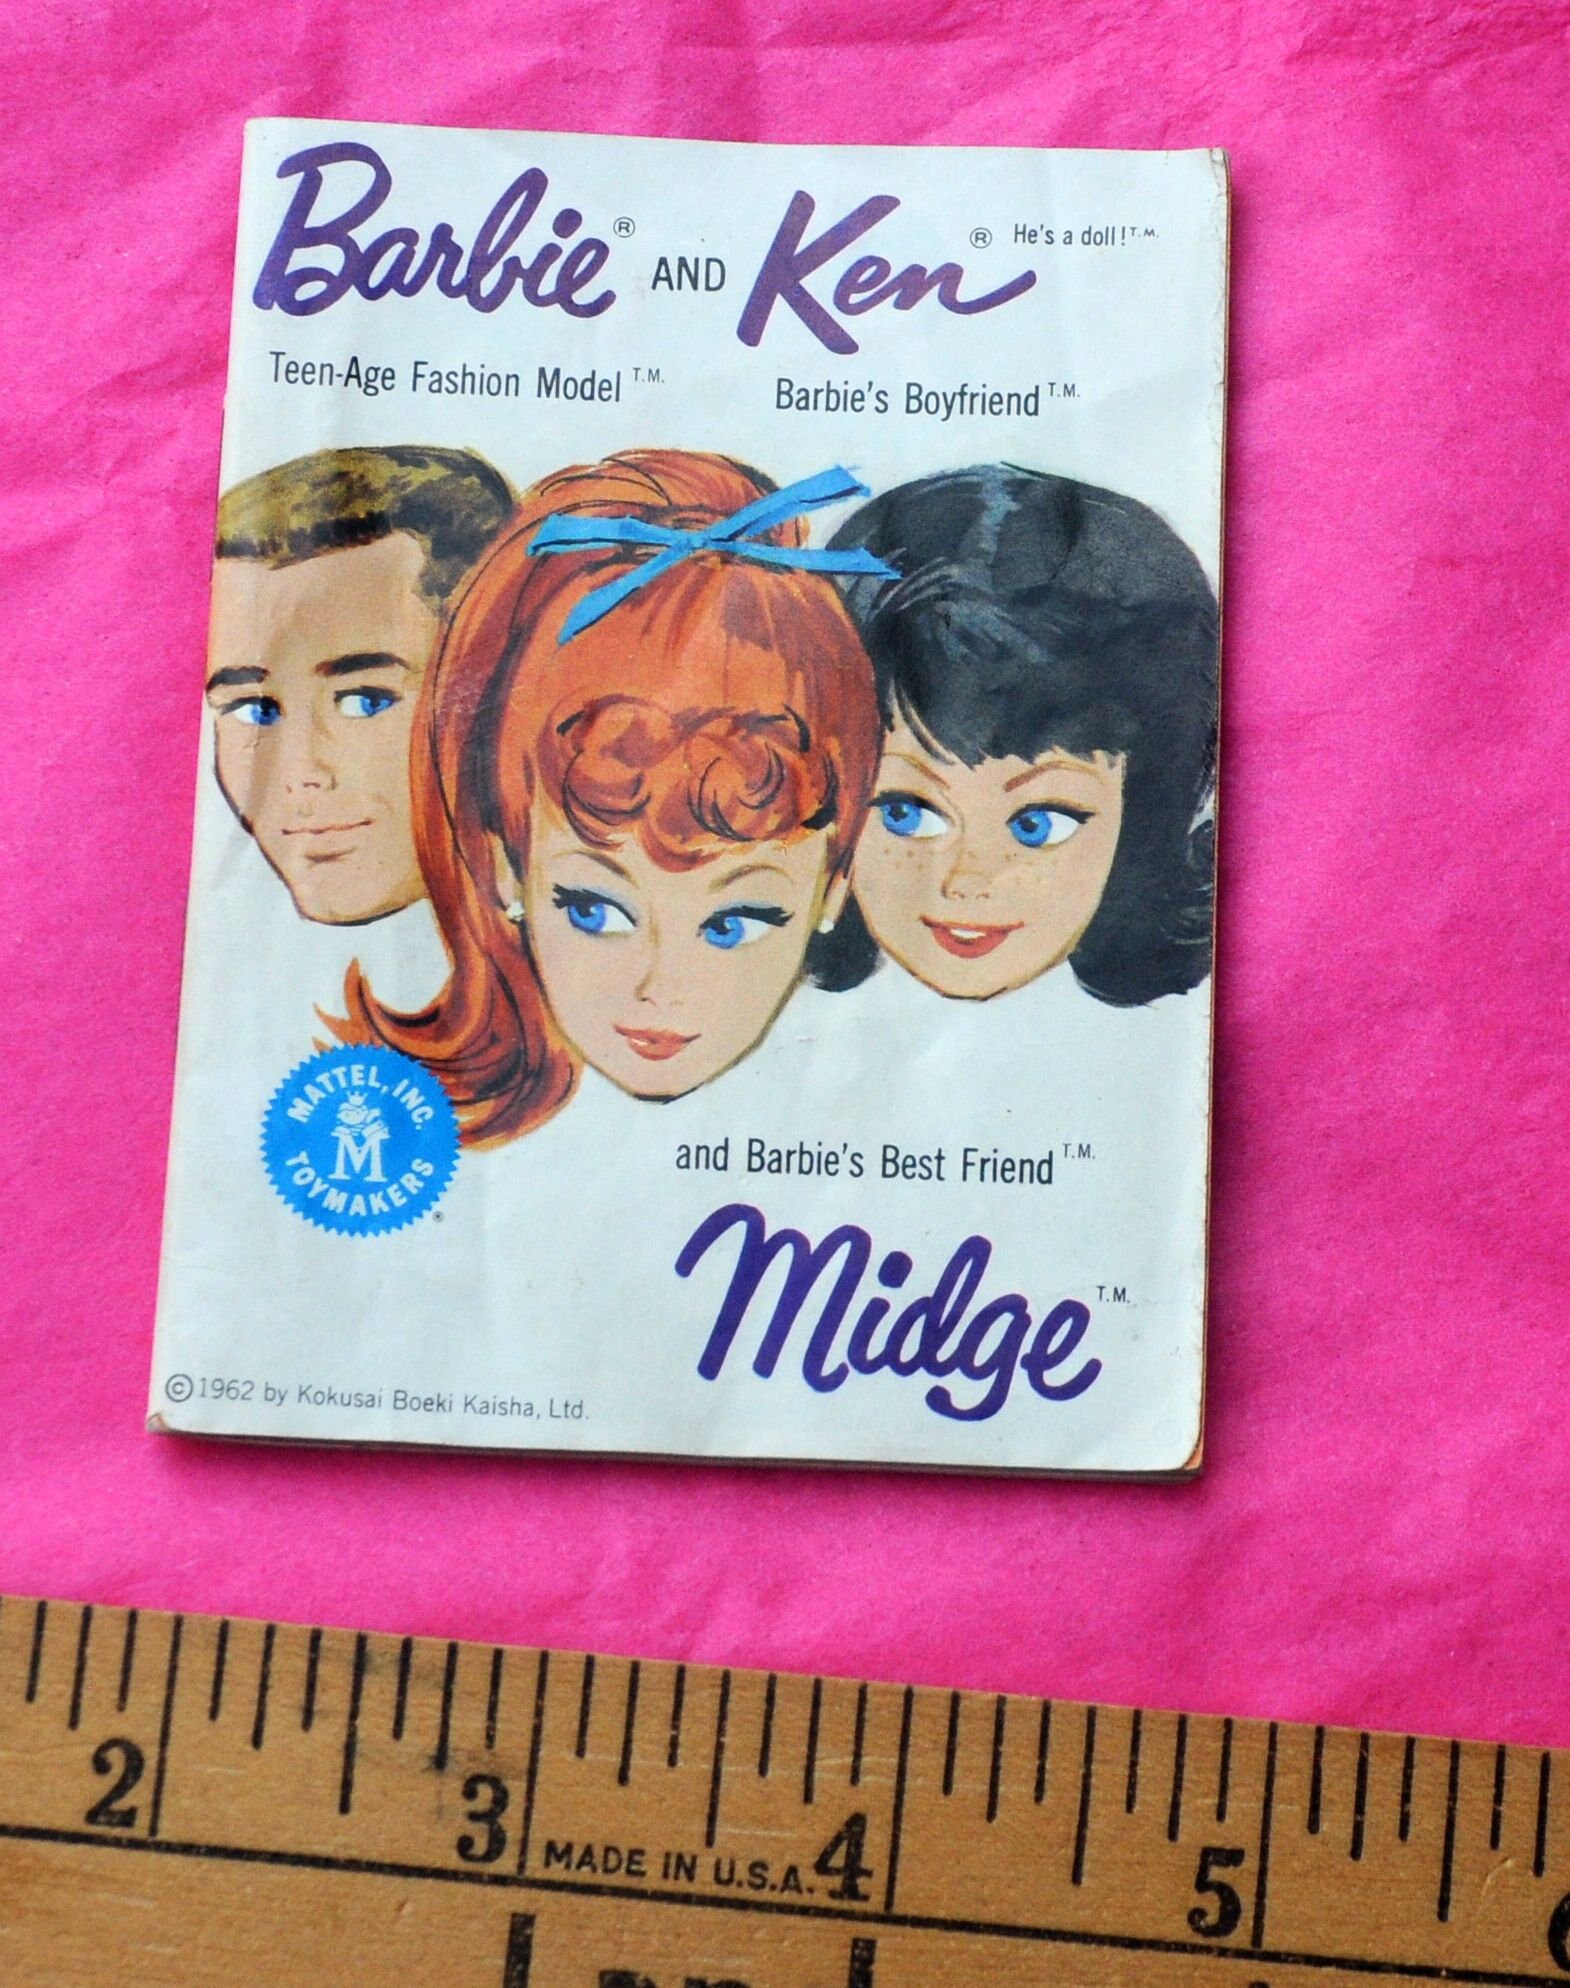 Barbie® AND Ken® He's a doll! T.M.
Teen-Age Fashion Model T.M.
Barbie's Boyfriend T.M.
MATTEL, INC.
M
TOYMAKERS
®
and Barbie's Best Friend T.M.
Midge T.M.
©1962 by Kokusai Boeki Kaisha, Ltd.
2 3 4 5
MADE IN U.S.A.